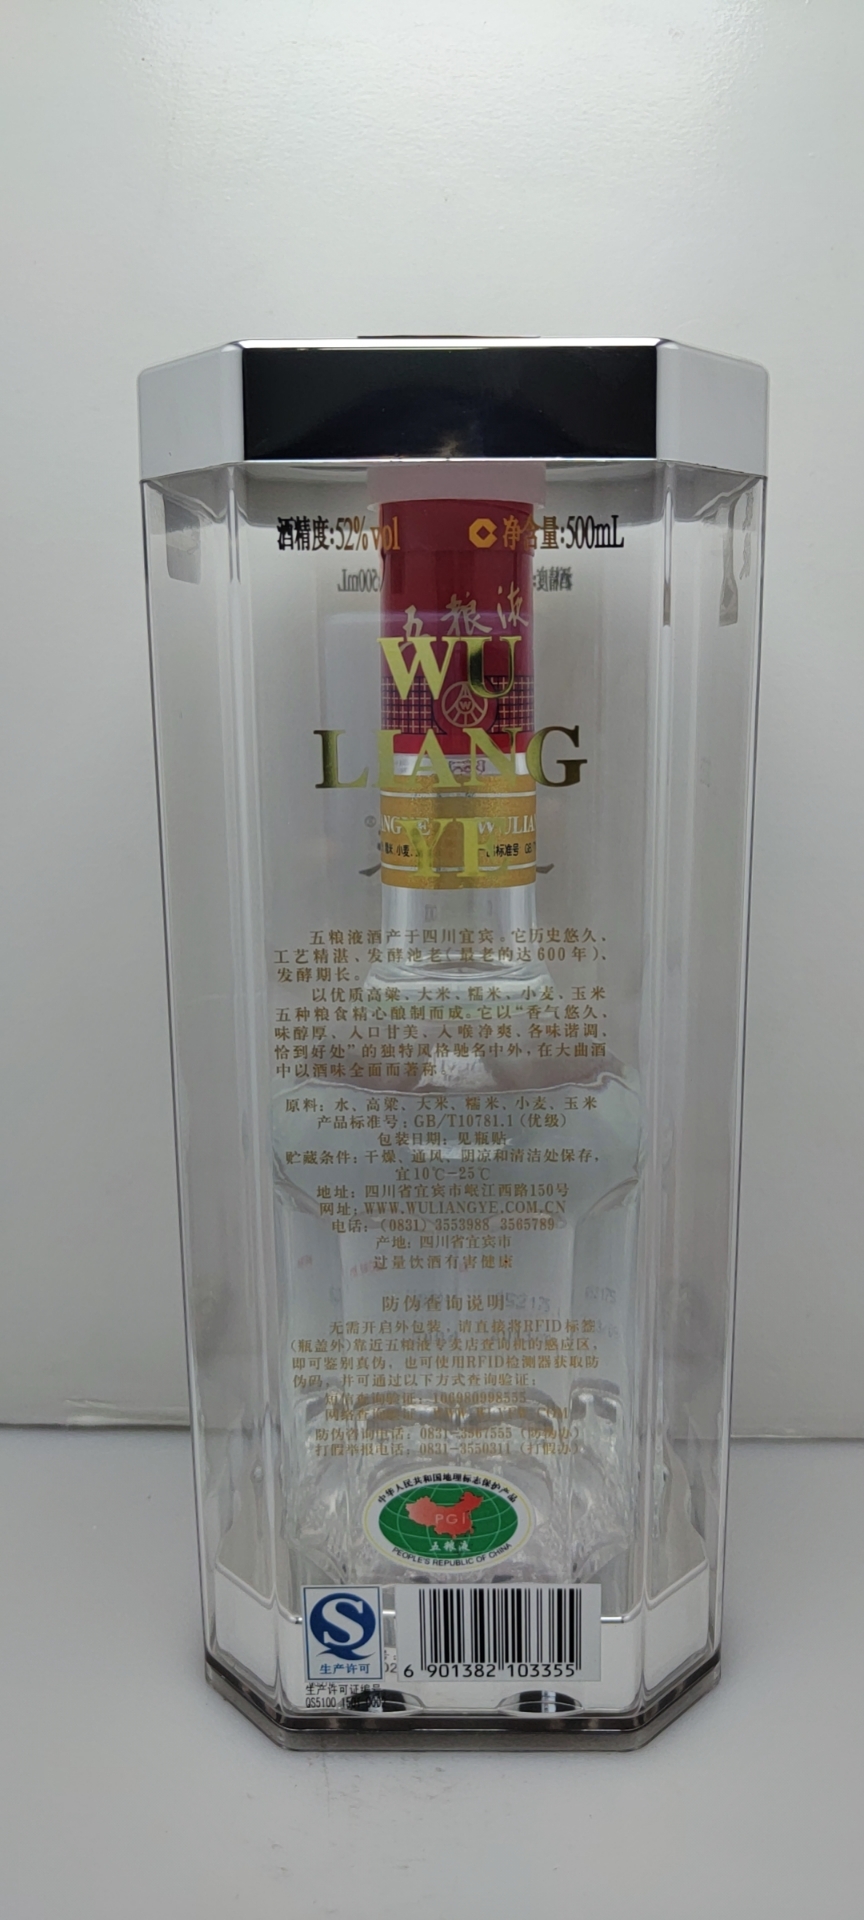 酒精度:52%vol
净含量:500mL
五粮液
WU
LIANG
YE
五粮液酒产于四川宜宾。它历史悠久、
工艺精湛、发酵池老(最老的达600年)、
发酵期长。
以优质高粱、大米、糯米、小麦、玉米
五种粮食精心酿制而成。它以“香气悠久、
味醇厚、入口甘美、入喉净爽、各味谐调、
恰到好处”的独特风格驰名中外,在大曲酒
中以酒味全面而著称。
原料: 水、高粱、大米、糯米、小麦、玉米
产品标准号: GB/T10781.1 (优级)
包装日期: 见瓶贴
贮藏条件: 干燥、通风、阴凉和清洁处保存,
宜10℃-25℃
地址: 四川省宜宾市岷江西路150号
网址: WWW.WULIANGYE.COM.CN
电话: (0831) 3553988 3565789
产地: 四川省宜宾市
过量饮酒有害健康
防伪查询说明
无需开启外包装, 请直接将RFID标签
(瓶盖外)靠近五粮液专卖店查询机的感应区,
即可鉴别真伪, 也可使用RFID检测器获取防
伪码, 并可通过以下方式查询验证:
短信查询验证: 106980998555
网络查询验证:
防伪咨询电话: 0831-3567555 (防伪办)
打假举报电话: 0831-3550311 (打假办)
中华人民共和国地理标志保护产品
PGI
五粮液
PEOPLE'S REPUBLIC OF CHINA
生产许可
生产许可证编号
QS5100
6 901382 103355